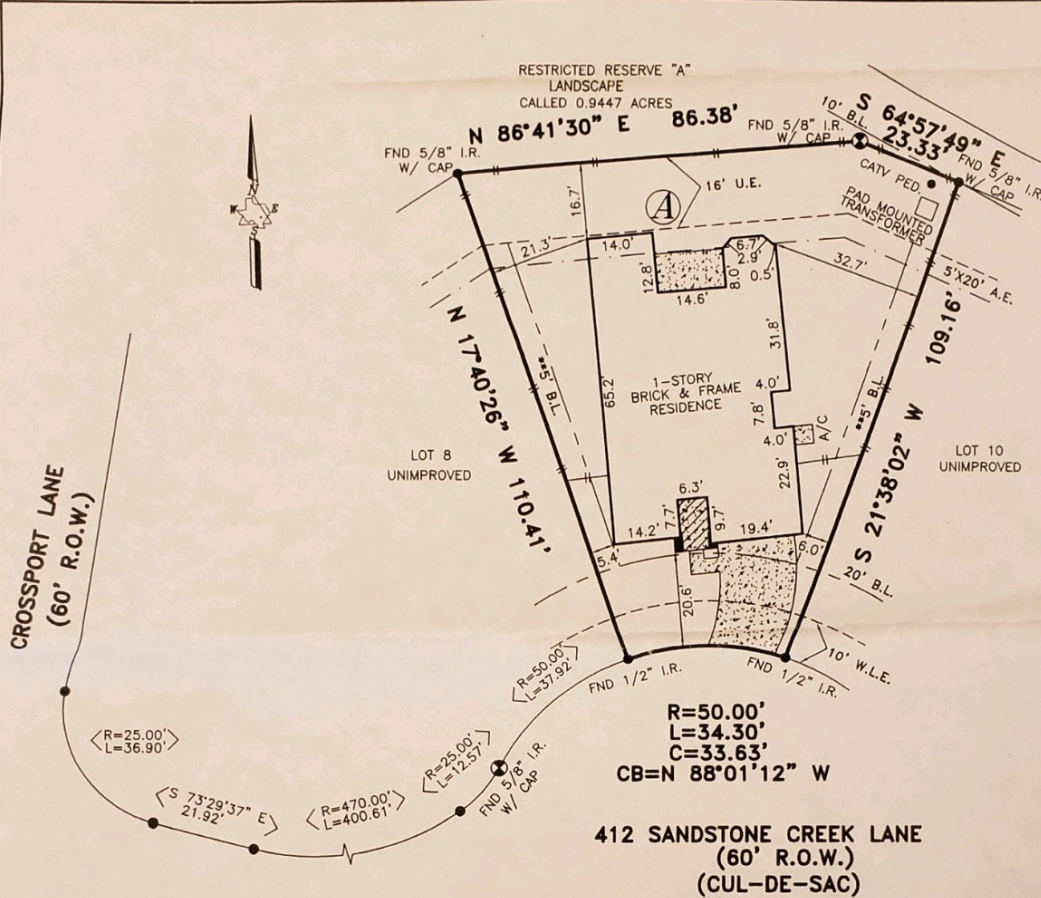 RESTRICTED RESERVE "A"
LANDSCAPE
CALLED 0.9447 ACRES
N 86°41'30" E 86.38'
FND 5/8" I.R.
W/ CAP
FND 5/8" I.R.
W/ CAP
10' B.L.
S 64°57'49" E
23.33'
FND 5/8" I.R.
W/ CAP
CATV PED.
PAD MOUNTED
TRANSFORMER
16' U.E.
A
16.7'
N
W E
S
21.3'
14.0'
12.8'
14.6'
8.0'
6.7'
2.9'
0.5'
32.7'
5'X20' A.E.
N 17°40'26" W 110.41'
***5' B.L.
65.2'
1-STORY
BRICK & FRAME
RESIDENCE
31.8'
4.0'
7.8'
4.0'
A/C
22.9'
**5' B.L.
S 21°38'02" W 109.16'
LOT 8
UNIMPROVED
LOT 10
UNIMPROVED
6.3'
7.7'
9.7'
14.2'
19.4'
5.4'
6.0'
20' B.L.
20.6'
10' W.L.E.
CROSSPORT LANE
(60' R.O.W.)
R=50.00'
L=37.92'
FND 1/2" I.R.
FND 1/2" I.R.
R=50.00'
L=34.30'
C=33.63'
CB=N 88°01'12" W
R=25.00'
L=36.90'
S 73°29'37" E
21.92'
R=470.00'
L=400.61'
R=25.00'
L=12.57'
FND 5/8" I.R.
W/ CAP
412 SANDSTONE CREEK LANE
(60' R.O.W.)
(CUL-DE-SAC)